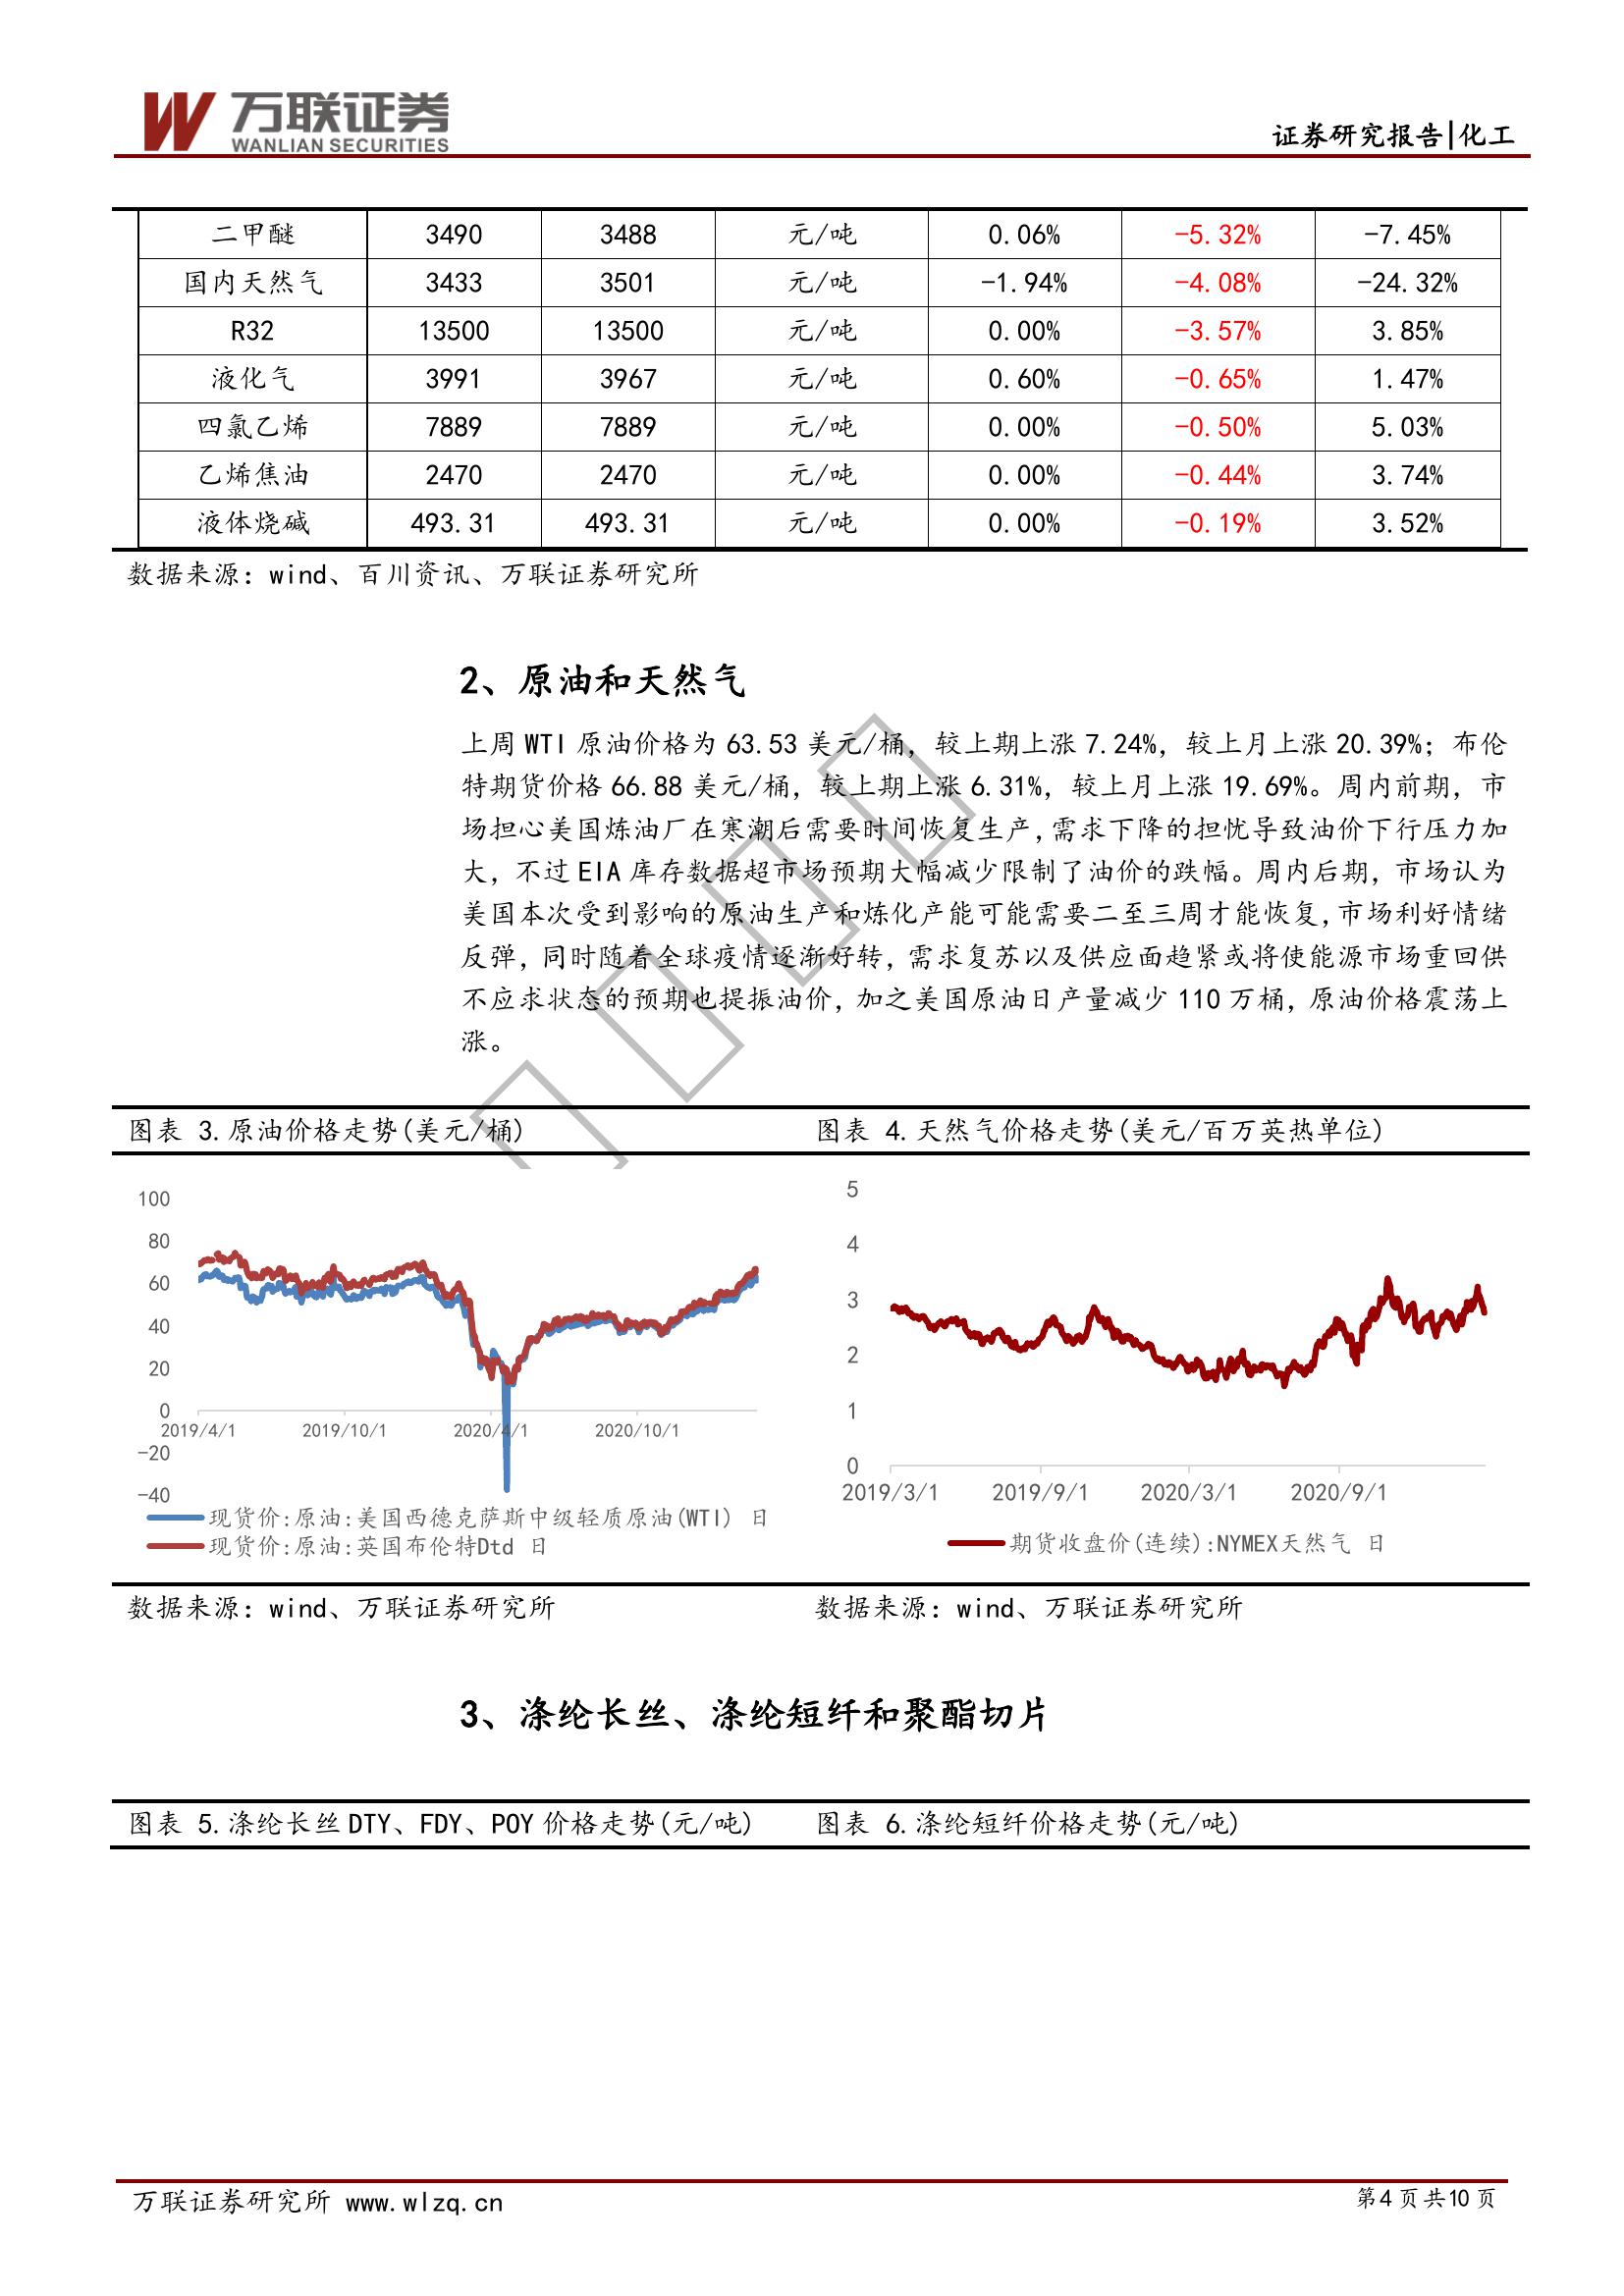 万联证券
WANLIAN SECURITIES
证券研究报告|化工
二甲醚 3490 3488 元/吨 0.06% -5.32% -7.45%
国内天然气 3433 3501 元/吨 -1.94% -4.08% -24.32%
R32 13500 13500 元/吨 0.00% -3.57% 3.85%
液化气 3991 3967 元/吨 0.60% -0.65% 1.47%
四氯乙烯 7889 7889 元/吨 0.00% -0.50% 5.03%
乙烯焦油 2470 2470 元/吨 0.00% -0.44% 3.74%
液体烧碱 493.31 493.31 元/吨 0.00% -0.19% 3.52%
数据来源：wind、百川资讯、万联证券研究所
2、原油和天然气
上周 WTI 原油价格为 63.53 美元/桶，较上期上涨 7.24%，较上月上涨 20.39%；布伦
特期货价格 66.88 美元/桶，较上期上涨 6.31%，较上月上涨 19.69%。周内前期，市
场担心美国炼油厂在寒潮后需要时间恢复生产，需求下降的担忧导致油价下行压力加
大，不过 EIA 库存数据超市场预期大幅减少限制了油价的跌幅。周内后期，市场认为
美国本次受到影响的原油生产和炼化产能可能需要二至三周才能恢复，市场利好情绪
反弹，同时随着全球疫情逐渐好转，需求复苏以及供应面趋紧或将使能源市场重回供
不应求状态的预期也提振油价，加之美国原油日产量减少 110 万桶，原油价格震荡上
涨。
图表 3.原油价格走势(美元/桶)
100
80
60
40
20
0
-20
-40
2019/4/1 2019/10/1 2020/4/1 2020/10/1
现货价:原油:美国西德克萨斯中级轻质原油(WTI) 日
现货价:原油:英国布伦特Dtd 日
数据来源：wind、万联证券研究所
图表 4.天然气价格走势(美元/百万英热单位)
5
4
3
2
1
0
2019/3/1 2019/9/1 2020/3/1 2020/9/1
期货收盘价(连续):NYMEX天然气 日
数据来源：wind、万联证券研究所
3、涤纶长丝、涤纶短纤和聚酯切片
图表 5.涤纶长丝 DTY、FDY、POY 价格走势(元/吨)
图表 6.涤纶短纤价格走势(元/吨)
万联证券研究所 www.wlzq.cn
第4页共10页